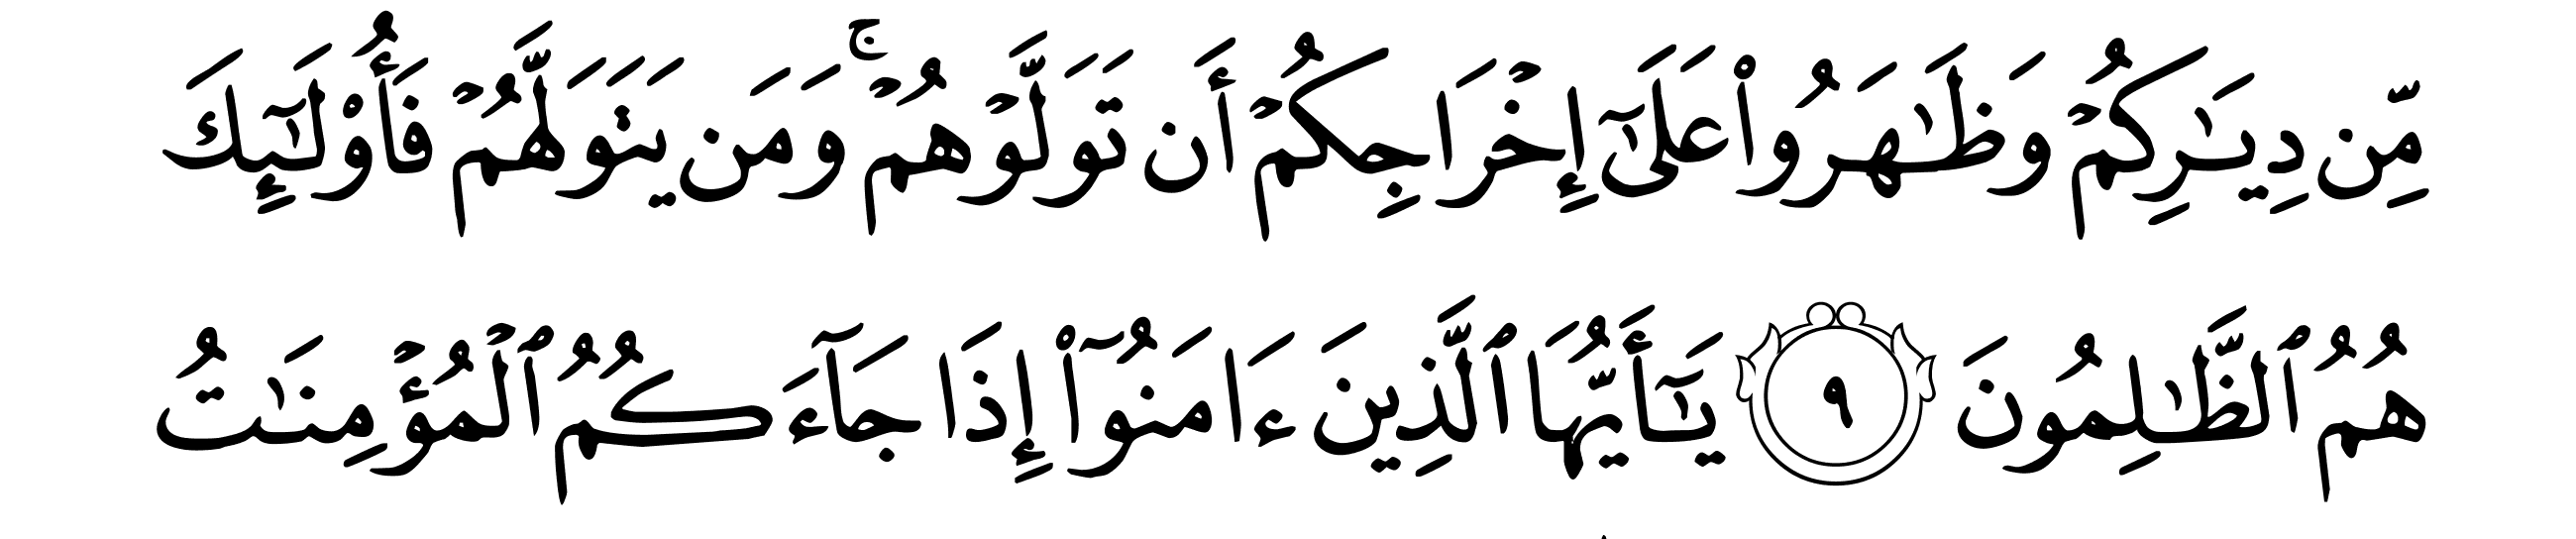 مِّن دِيَـٰرِكُمۡ وَظَـٰهَرُواْ عَلَىٰٓ إِخۡرَاجِكُمۡ أَن تَوَلَّوۡهُمۡۚ وَمَن يَتَوَلَّهُمۡ فَأُوْلَـٰٓئِكَ
هُمُ ٱلظَّـٰلِمُونَ ٩ يَـٰٓأَيُّهَا ٱلَّذِينَ ءَامَنُوٓاْ إِذَا جَآءَكُمُ ٱلۡمُؤۡمِنَـٰتُ